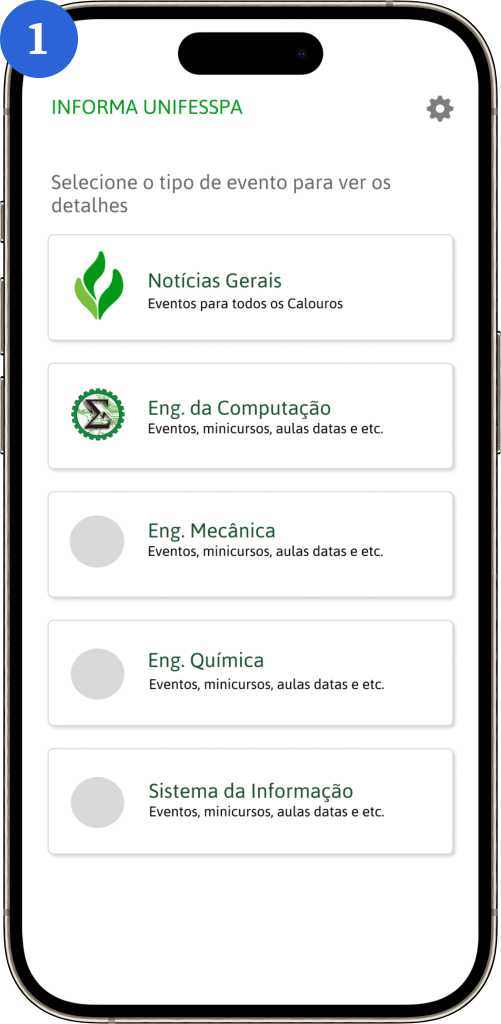 1
INFORMA UNIFESSPA
Selecione o tipo de evento para ver os
detalhes
Notícias Gerais
Eventos para todos os Calouros
Eng. da Computação
Eventos, minicursos, aulas datas e etc.
Eng. Mecânica
Eventos, minicursos, aulas datas e etc.
Eng. Química
Eventos, minicursos, aulas datas e etc.
Sistema da Informação
Eventos, minicursos, aulas datas e etc.